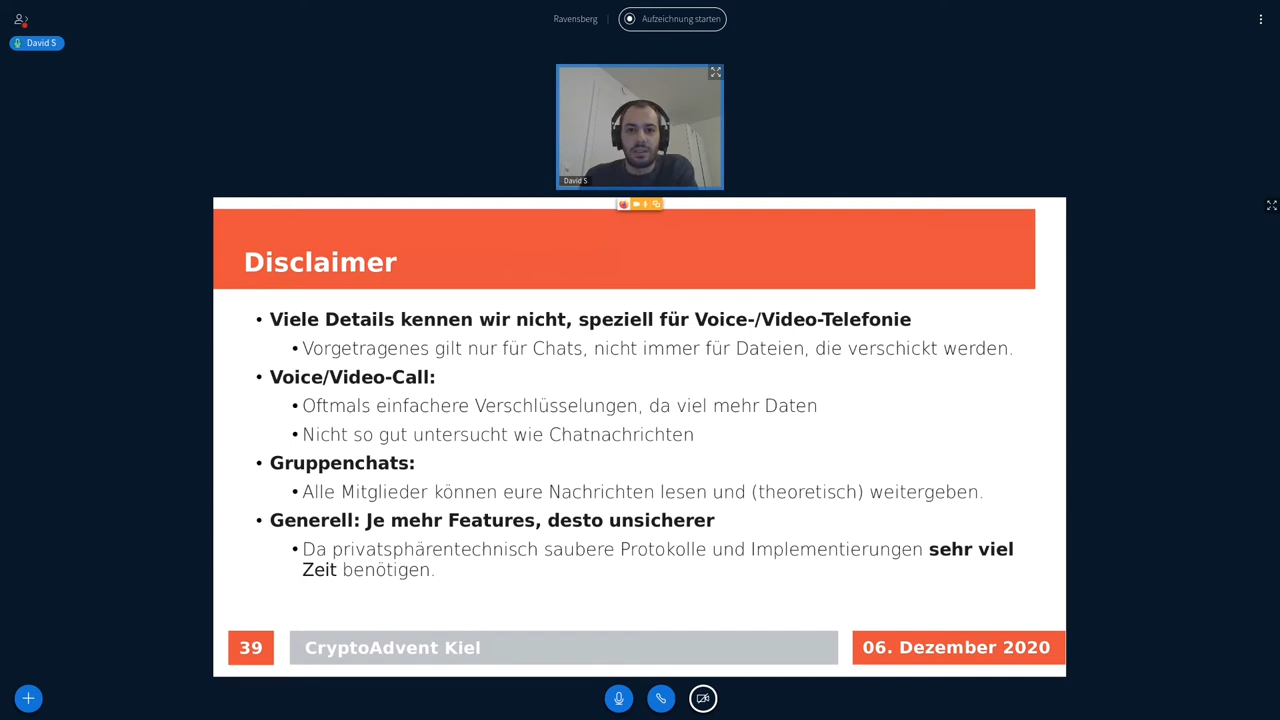 Ravensberg
Aufzeichnung starten
David S
David S
Disclaimer
• Viele Details kennen wir nicht, speziell für Voice-/Video-Telefonie
• Vorgetragenes gilt nur für Chats, nicht immer für Dateien, die verschickt werden.
• Voice/Video-Call:
• Oftmals einfachere Verschlüsselungen, da viel mehr Daten
• Nicht so gut untersucht wie Chatnachrichten
• Gruppenchats:
• Alle Mitglieder können eure Nachrichten lesen und (theoretisch) weitergeben.
• Generell: Je mehr Features, desto unsicherer
• Da privatsphärentechnisch saubere Protokolle und Implementierungen sehr viel
Zeit benötigen.
39
CryptoAdvent Kiel
06. Dezember 2020